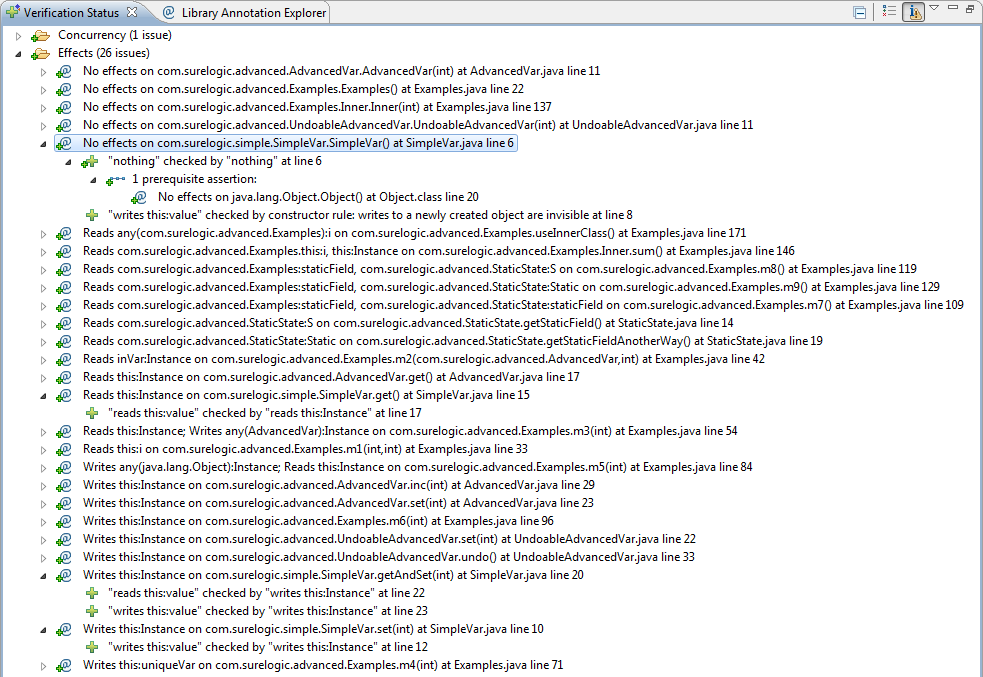 Verification Status Library Annotation Explorer
Concurrency (1 issue)
Effects (26 issues)
No effects on com.surelogic.advanced.AdvancedVar.AdvancedVar(int) at AdvancedVar.java line 11
No effects on com.surelogic.advanced.Examples.Examples() at Examples.java line 22
No effects on com.surelogic.advanced.Examples.Inner.Inner(int) at Examples.java line 137
No effects on com.surelogic.advanced.UndoableAdvancedVar.UndoableAdvancedVar(int) at UndoableAdvancedVar.java line 11
No effects on com.surelogic.simple.SimpleVar.SimpleVar() at SimpleVar.java line 6
"nothing" checked by "nothing" at line 6
1 prerequisite assertion:
No effects on java.lang.Object.Object() at Object.class line 20
"writes this:value" checked by constructor rule: writes to a newly created object are invisible at line 8
Reads any(com.surelogic.advanced.Examples):i on com.surelogic.advanced.Examples.useInnerClass() at Examples.java line 171
Reads com.surelogic.advanced.Examples.this:i, this:Instance on com.surelogic.advanced.Examples.Inner.sum() at Examples.java line 146
Reads com.surelogic.advanced.Examples:staticField, com.surelogic.advanced.StaticState:S on com.surelogic.advanced.Examples.m8() at Examples.java line 119
Reads com.surelogic.advanced.Examples:staticField, com.surelogic.advanced.StaticState:Static on com.surelogic.advanced.Examples.m9() at Examples.java line 129
Reads com.surelogic.advanced.Examples:staticField, com.surelogic.advanced.StaticState:staticField on com.surelogic.advanced.Examples.m7() at Examples.java line 109
Reads com.surelogic.advanced.StaticState:S on com.surelogic.advanced.StaticState.getStaticField() at StaticState.java line 14
Reads com.surelogic.advanced.StaticState:Static on com.surelogic.advanced.StaticState.getStaticFieldAnotherWay() at StaticState.java line 19
Reads inVar:Instance on com.surelogic.advanced.Examples.m2(com.surelogic.advanced.AdvancedVar,int) at Examples.java line 42
Reads this:Instance on com.surelogic.advanced.AdvancedVar.get() at AdvancedVar.java line 17
Reads this:Instance on com.surelogic.simple.SimpleVar.get() at SimpleVar.java line 15
"reads this:value" checked by "reads this:Instance" at line 17
Reads this:Instance; Writes any(AdvancedVar):Instance on com.surelogic.advanced.Examples.m3(int) at Examples.java line 54
Reads this:i on com.surelogic.advanced.Examples.m1(int,int) at Examples.java line 33
Writes any(java.lang.Object):Instance; Reads this:Instance on com.surelogic.advanced.Examples.m5(int) at Examples.java line 84
Writes this:Instance on com.surelogic.advanced.AdvancedVar.inc(int) at AdvancedVar.java line 29
Writes this:Instance on com.surelogic.advanced.AdvancedVar.set(int) at AdvancedVar.java line 23
Writes this:Instance on com.surelogic.advanced.Examples.m6(int) at Examples.java line 96
Writes this:Instance on com.surelogic.advanced.UndoableAdvancedVar.set(int) at UndoableAdvancedVar.java line 22
Writes this:Instance on com.surelogic.advanced.UndoableAdvancedVar.undo() at UndoableAdvancedVar.java line 33
Writes this:Instance on com.surelogic.simple.SimpleVar.getAndSet(int) at SimpleVar.java line 20
"reads this:value" checked by "writes this:Instance" at line 22
"writes this:value" checked by "writes this:Instance" at line 23
Writes this:Instance on com.surelogic.simple.SimpleVar.set(int) at SimpleVar.java line 10
"writes this:value" checked by "writes this:Instance" at line 12
Writes this:uniqueVar on com.surelogic.advanced.Examples.m4(int) at Examples.java line 71